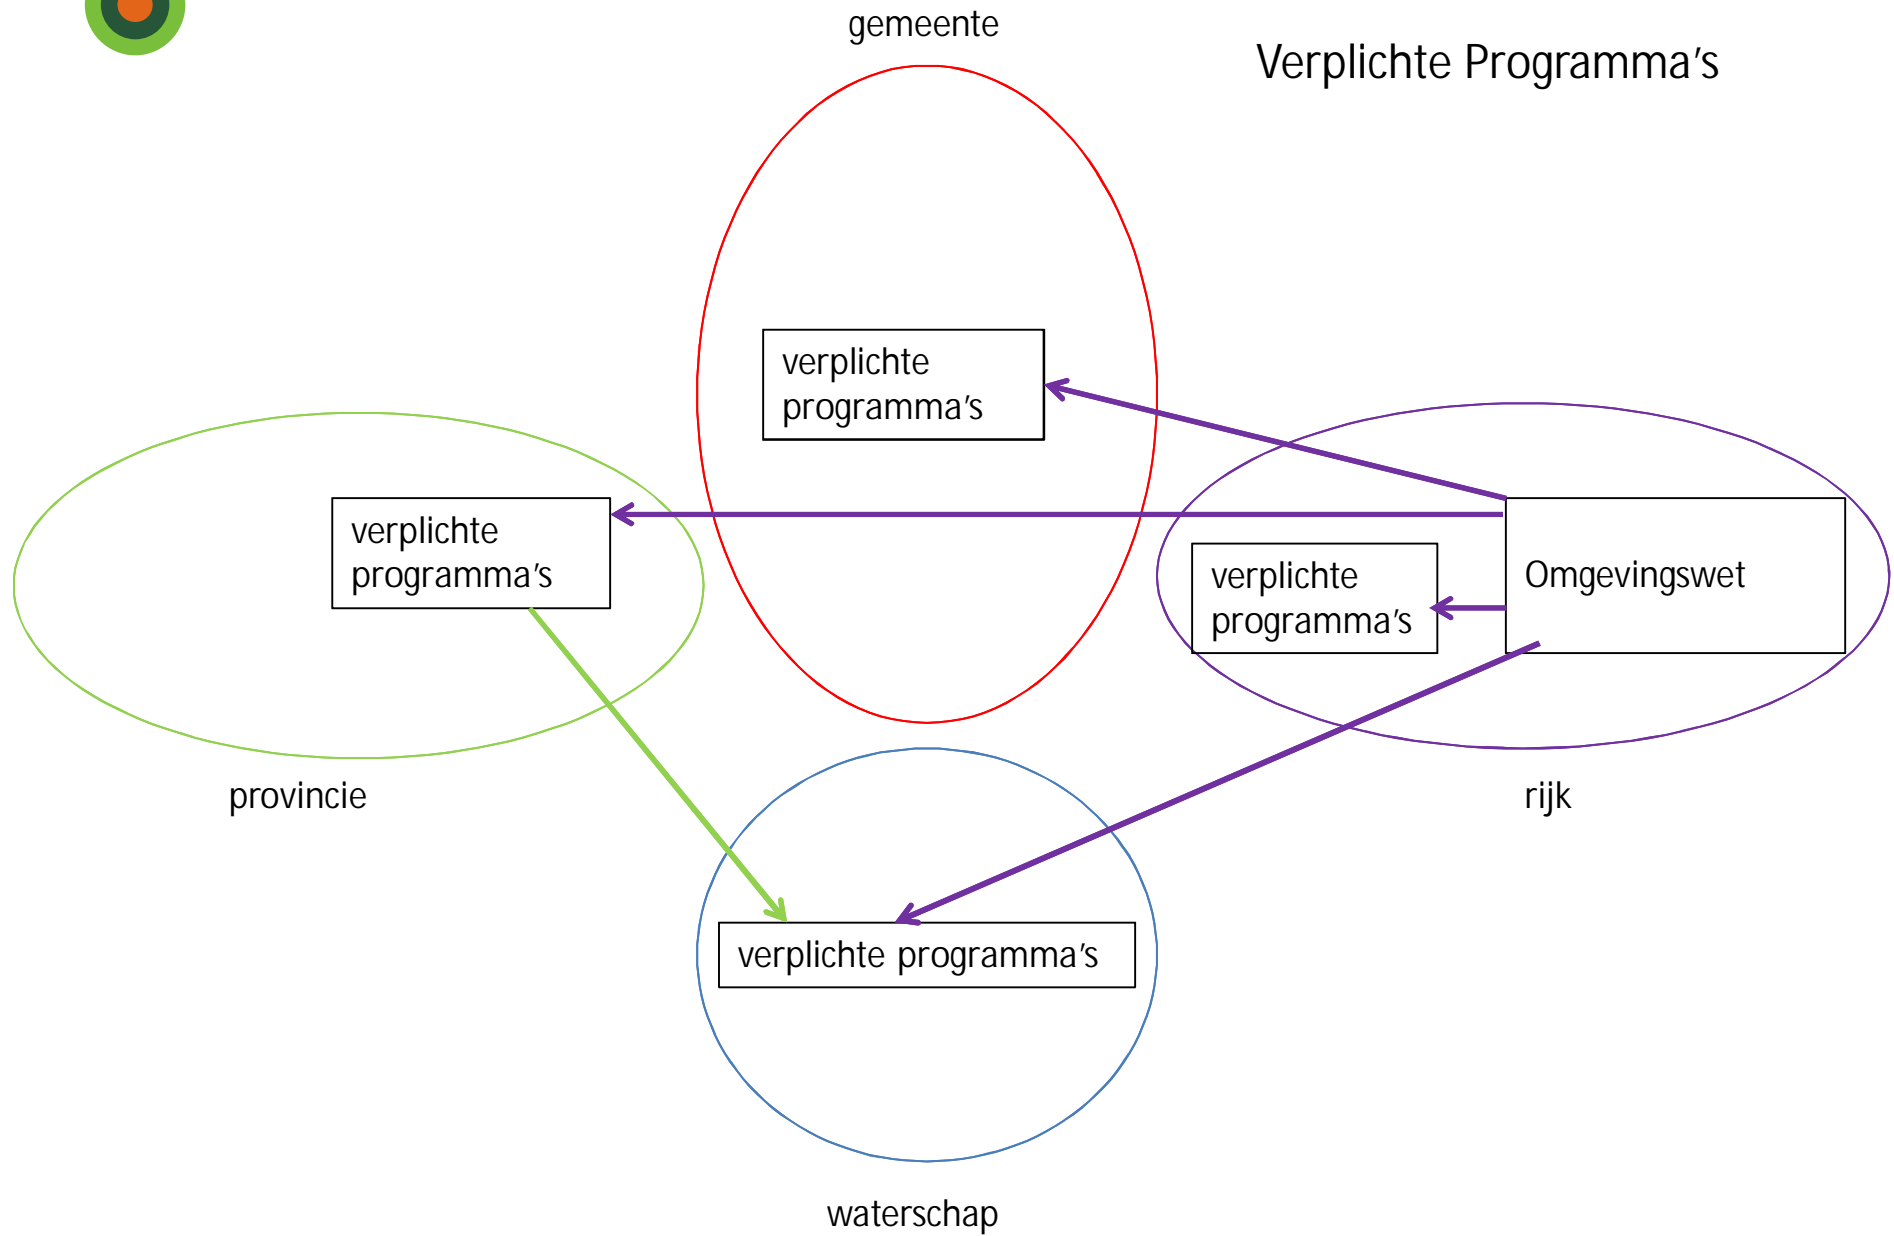 gemeente
Verplichte Programma's
verplichte
programma's
verplichte
programma's
verplichte
programma's
Omgevingswet
provincie
rijk
verplichte programma's
waterschap